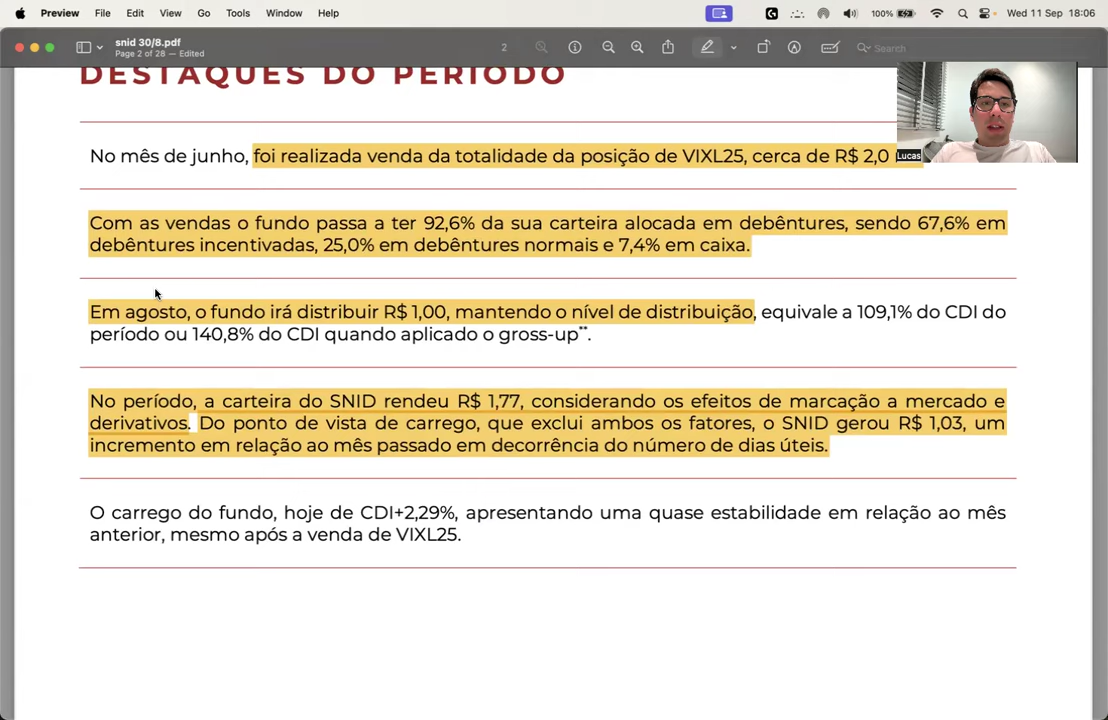 Preview File Edit View Go Tools Window Help 100% Wed 11 Sep 18:06
snid 30/8.pdf
Page 2 of 28 — Edited
2
Search
DESTAQUES DO PERÍODO
No mês de junho, foi realizada venda da totalidade da posição de VIXL25, cerca de R$ 2,0
Lucas
Com as vendas o fundo passa a ter 92,6% da sua carteira alocada em debêntures, sendo 67,6% em
debêntures incentivadas, 25,0% em debêntures normais e 7,4% em caixa.
Em agosto, o fundo irá distribuir R$ 1,00, mantendo o nível de distribuição, equivale a 109,1% do CDI do
período ou 140,8% do CDI quando aplicado o gross-up**.
No período, a carteira do SNID rendeu R$ 1,77, considerando os efeitos de marcação a mercado e
derivativos. Do ponto de vista de carrego, que exclui ambos os fatores, o SNID gerou R$ 1,03, um
incremento em relação ao mês passado em decorrência do número de dias úteis.
O carrego do fundo, hoje de CDI+2,29%, apresentando uma quase estabilidade em relação ao mês
anterior, mesmo após a venda de VIXL25.